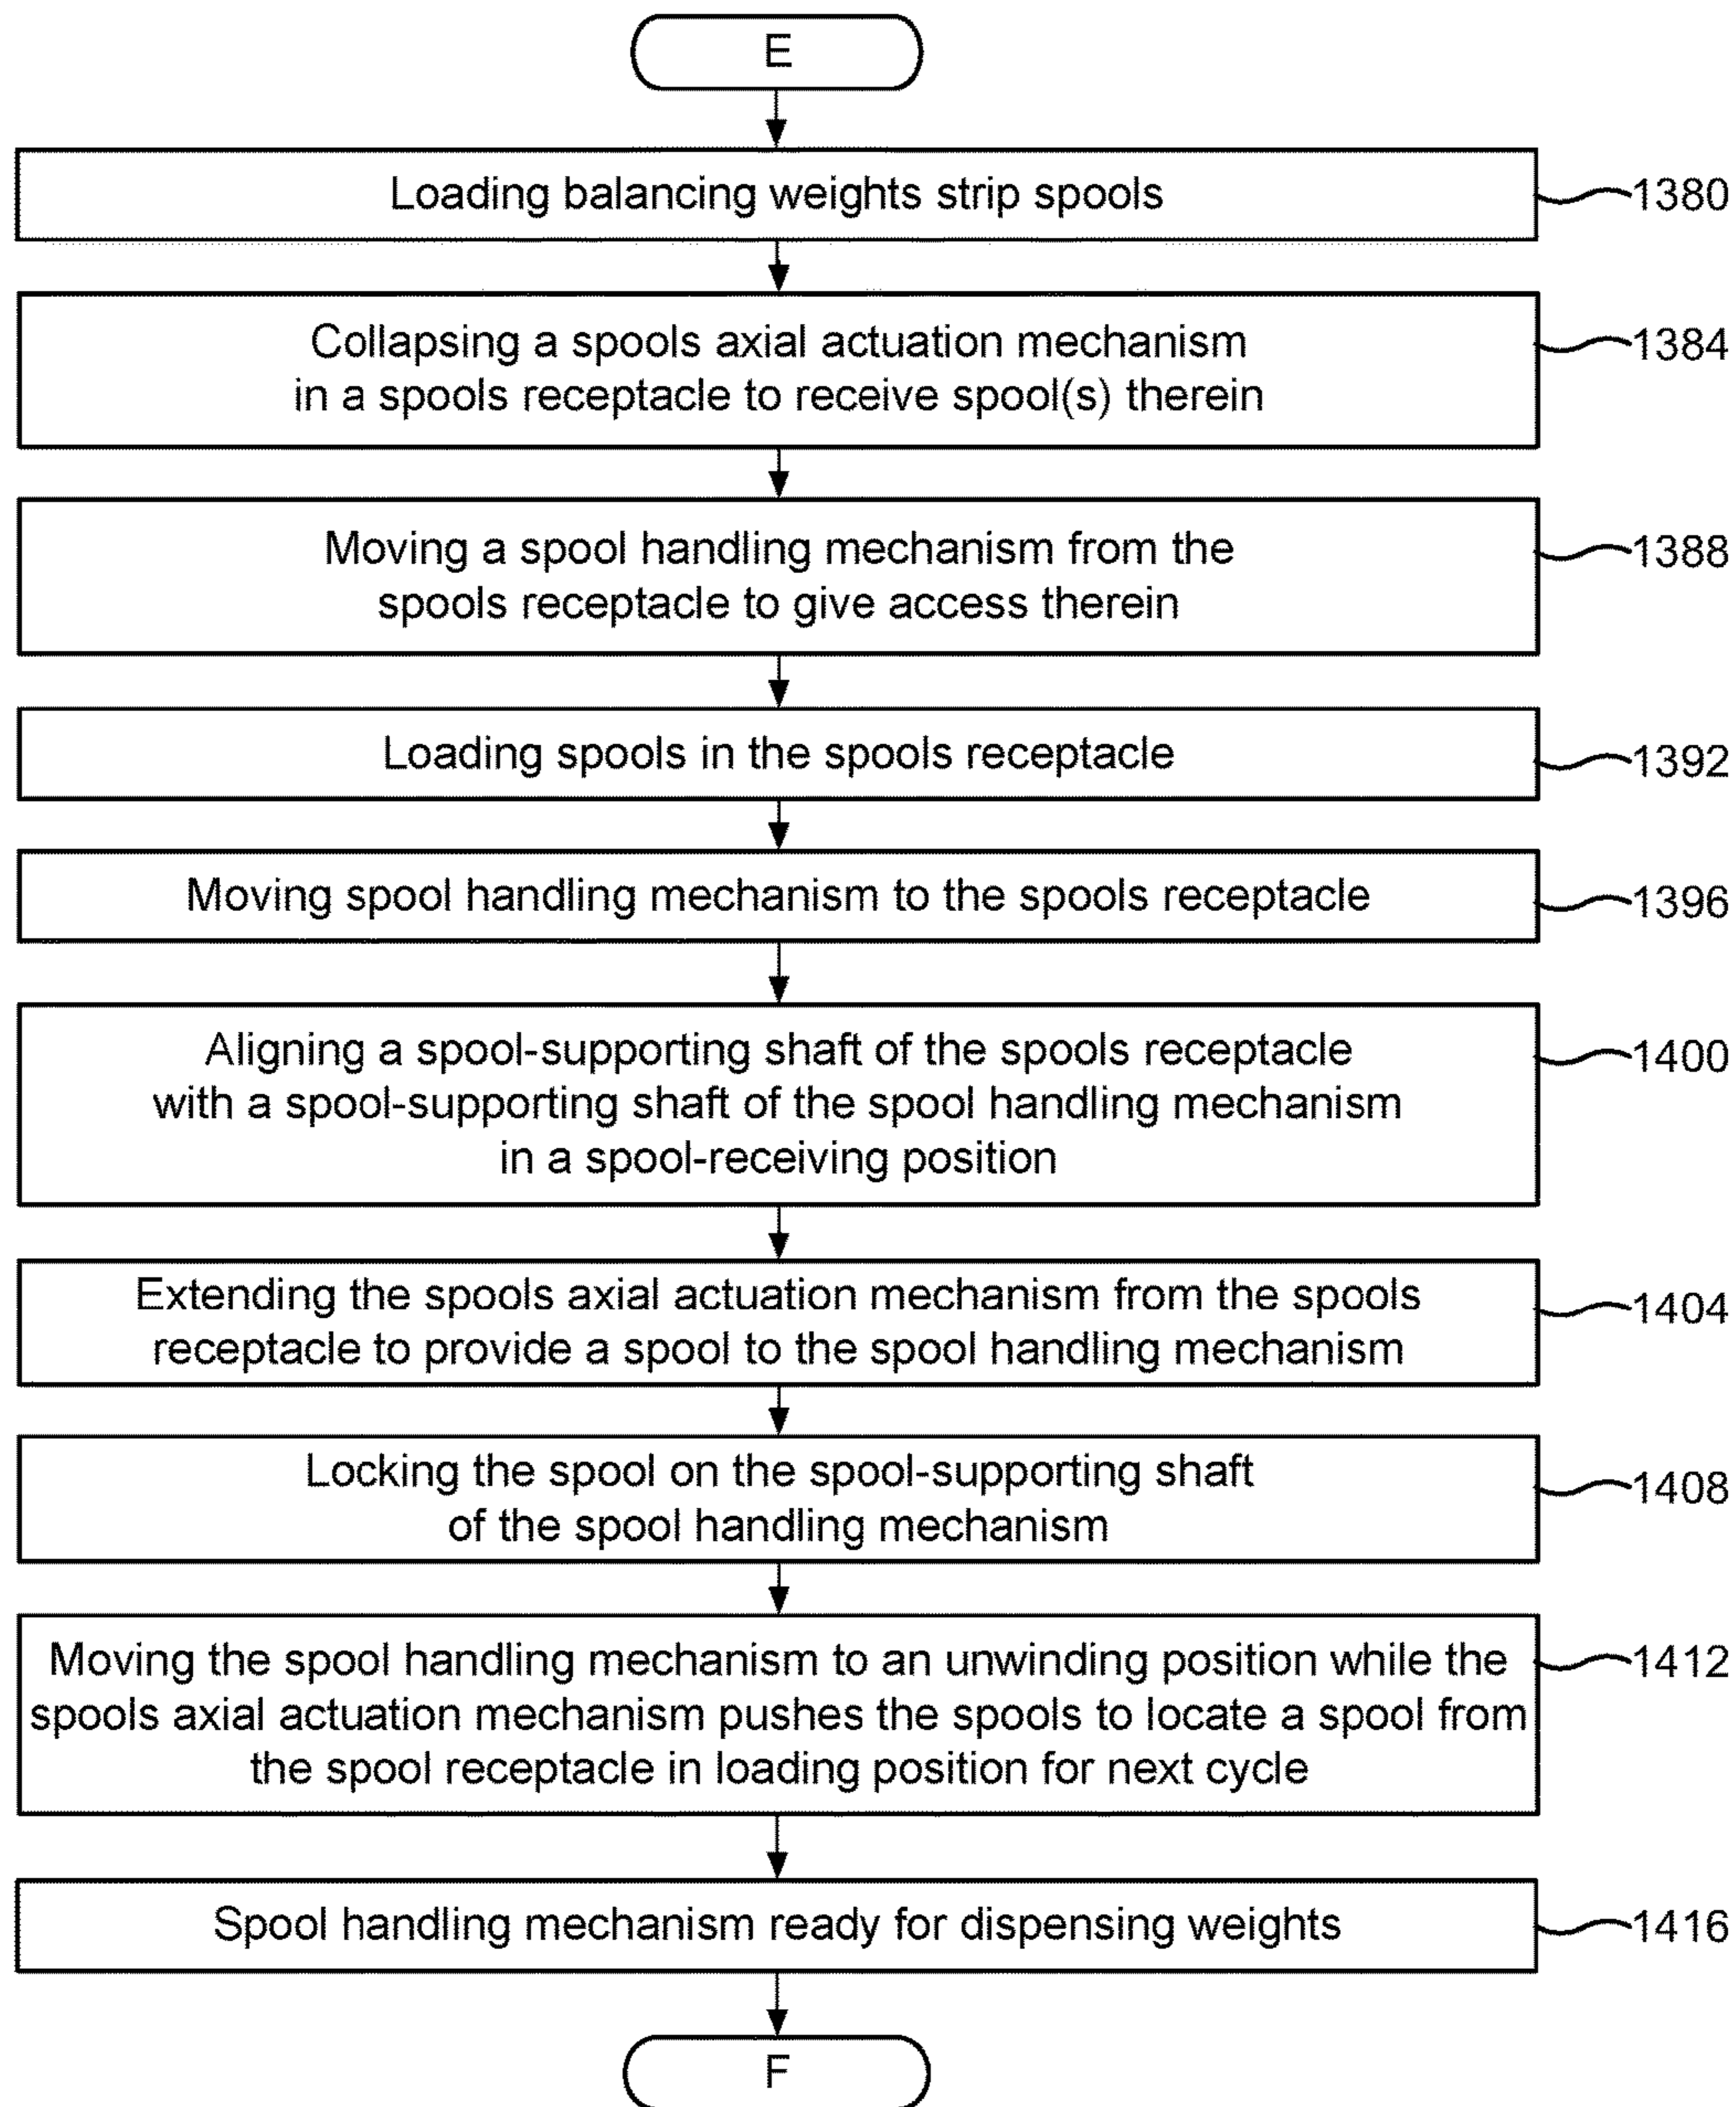 E
Loading balancing weights strip spools
1380
Collapsing a spools axial actuation mechanism
in a spools receptacle to receive spool(s) therein
1384
Moving a spool handling mechanism from the
spools receptacle to give access therein
1388
Loading spools in the spools receptacle
1392
Moving spool handling mechanism to the spools receptacle
1396
Aligning a spool-supporting shaft of the spools receptacle
with a spool-supporting shaft of the spool handling mechanism
in a spool-receiving position
1400
Extending the spools axial actuation mechanism from the spools
receptacle to provide a spool to the spool handling mechanism
1404
Locking the spool on the spool-supporting shaft
of the spool handling mechanism
1408
Moving the spool handling mechanism to an unwinding position while the
spools axial actuation mechanism pushes the spools to locate a spool from
the spool receptacle in loading position for next cycle
1412
Spool handling mechanism ready for dispensing weights
1416
F